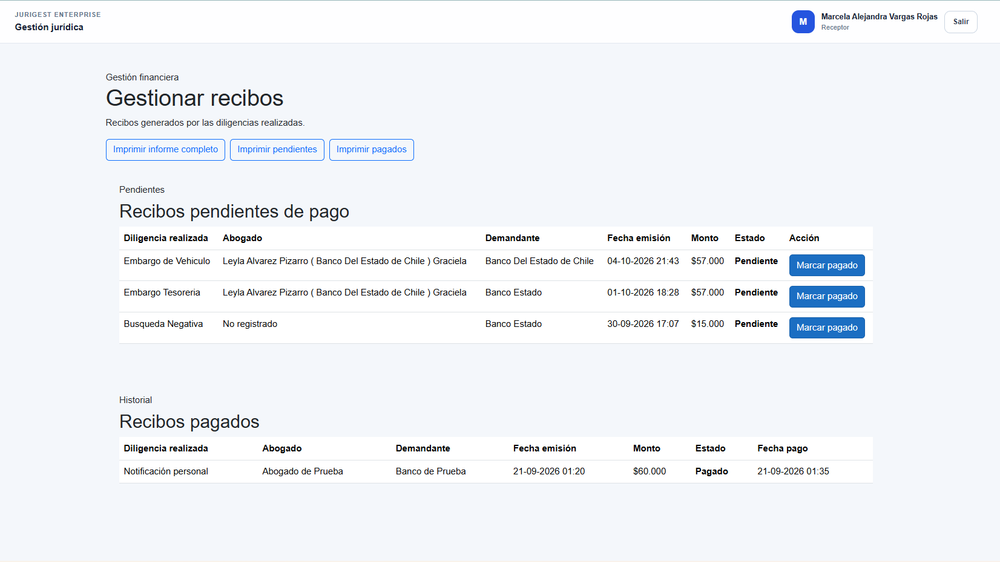 JURIGEST ENTERPRISE
Gestión jurídica
M
Marcela Alejandra Vargas Rojas
Receptor
Salir
Gestión financiera
Gestionar recibos
Recibos generados por las diligencias realizadas.
Imprimir informe completo Imprimir pendientes Imprimir pagados
Pendientes
Recibos pendientes de pago
Diligencia realizada Abogado Demandante Fecha emisión Monto Estado Acción
Embargo de Vehiculo Leyla Alvarez Pizarro ( Banco Del Estado de Chile ) Graciela Banco Del Estado de Chile 04-10-2026 21:43 $57.000 Pendiente Marcar pagado
Embargo Tesoreria Leyla Alvarez Pizarro ( Banco Del Estado de Chile ) Graciela Banco Estado 01-10-2026 18:28 $57.000 Pendiente Marcar pagado
Busqueda Negativa No registrado Banco Estado 30-09-2026 17:07 $15.000 Pendiente Marcar pagado
Historial
Recibos pagados
Diligencia realizada Abogado Demandante Fecha emisión Monto Estado Fecha pago
Notificación personal Abogado de Prueba Banco de Prueba 21-09-2026 01:20 $60.000 Pagado 21-09-2026 01:35